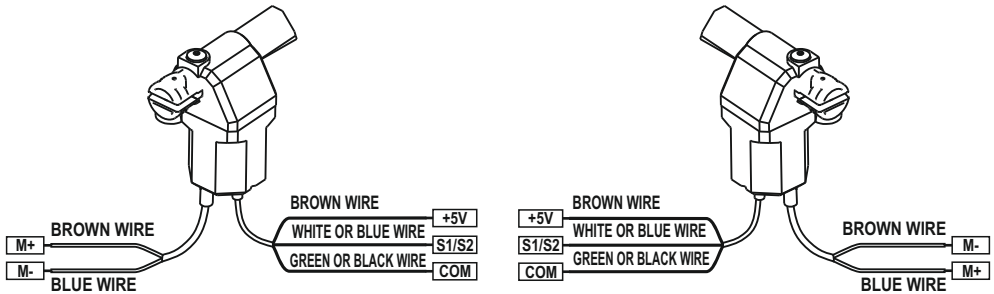 BROWN WIRE
M+
M-
BLUE WIRE
BROWN WIRE
+5V
WHITE OR BLUE WIRE
S1/S2
GREEN OR BLACK WIRE
COM
BROWN WIRE
+5V
WHITE OR BLUE WIRE
S1/S2
GREEN OR BLACK WIRE
COM
BROWN WIRE
M-
M+
BLUE WIRE